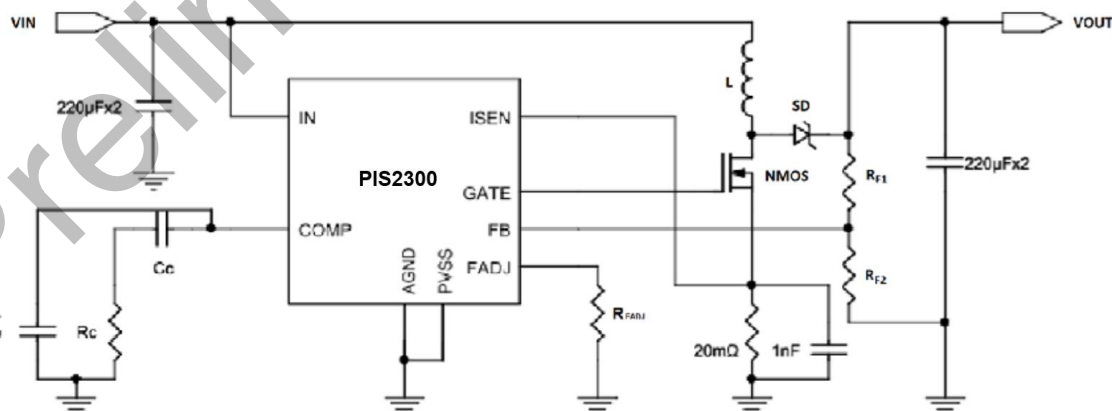 VIN
VOUT
L
SD
220µFx2
IN
ISEN
PIS2300
NMOS
RF1
220µFx2
GATE
COMP
FB
Cc
AGND
PVSS
FADJ
RF2
Rc
RFADJ
20mΩ
1nF